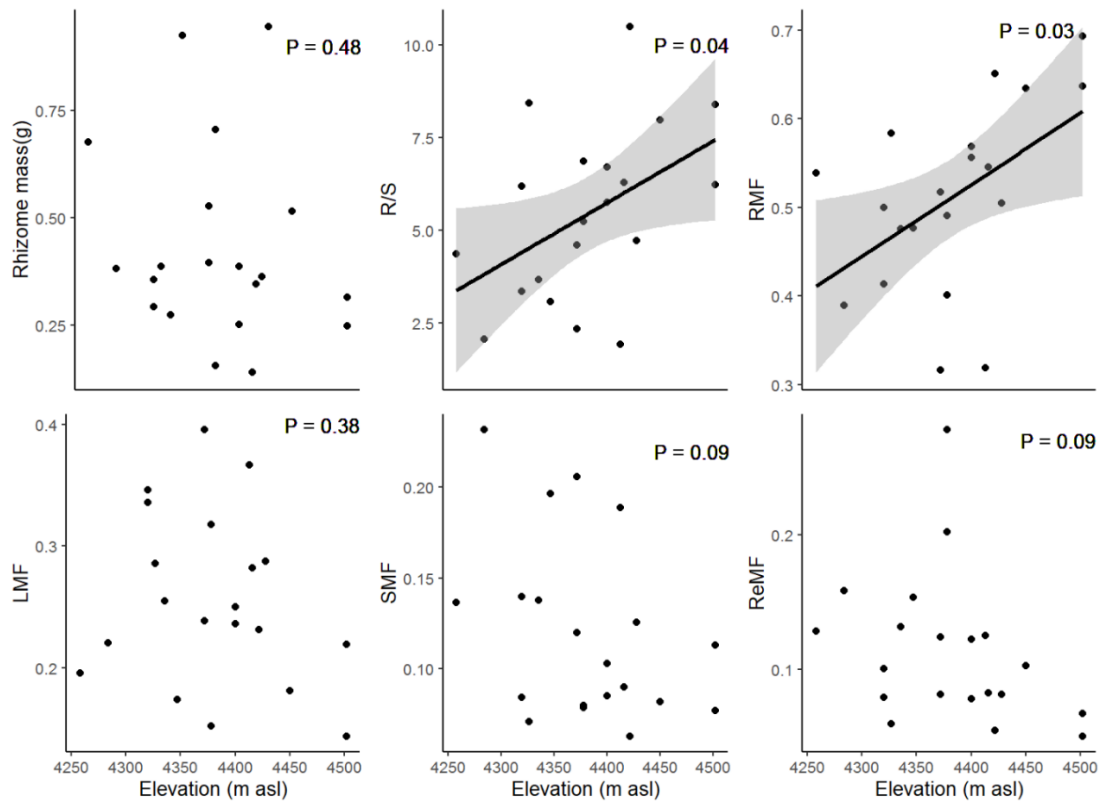 P = 0.48
0.75
0.50
0.25
Rhizome mass(g)
P = 0.04
10.0
7.5
5.0
2.5
R/S
P = 0.03
0.7
0.6
0.5
0.4
0.3
RMF
P = 0.38
0.4
0.3
0.2
LMF
4250 4300 4350 4400 4450 4500
Elevation (m asl)
P = 0.09
0.20
0.15
0.10
SMF
4250 4300 4350 4400 4450 4500
Elevation (m asl)
P = 0.09
0.2
0.1
ReMF
4250 4300 4350 4400 4450 4500
Elevation (m asl)